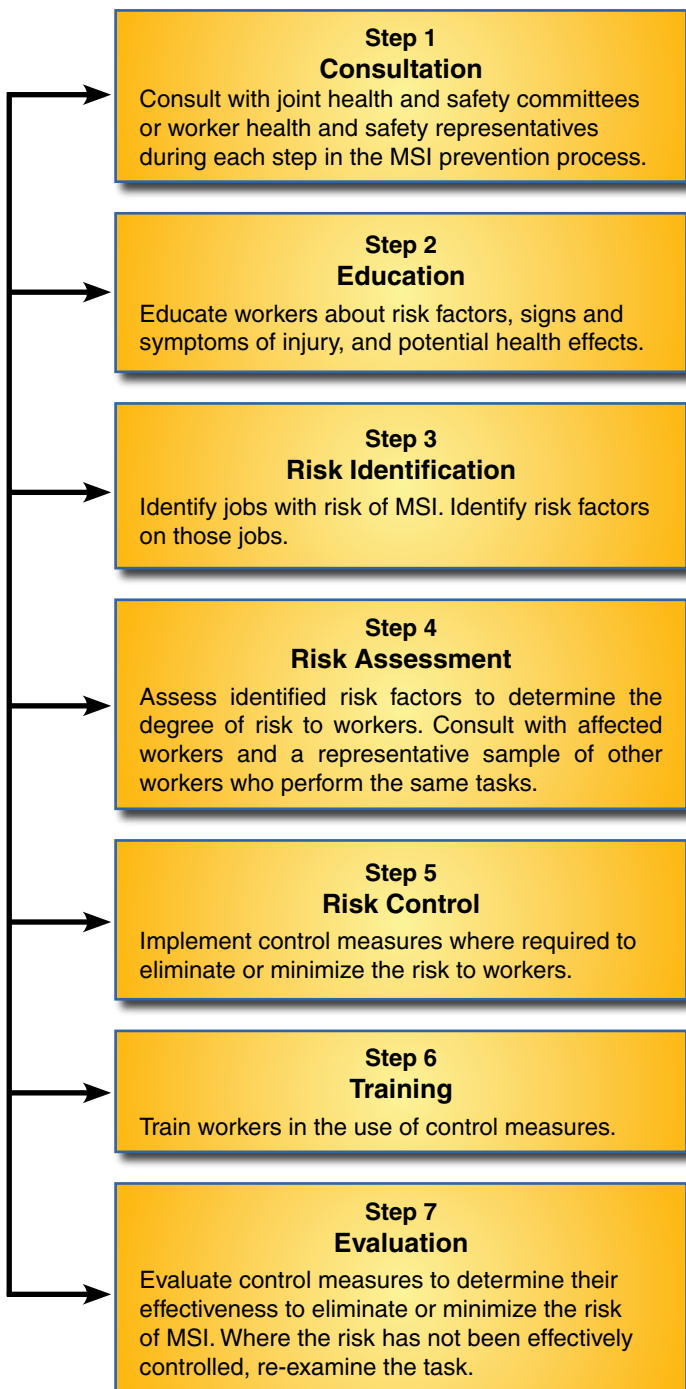 Step 1
Consultation
Consult with joint health and safety committees
or worker health and safety representatives
during each step in the MSI prevention process.
Step 2
Education
Educate workers about risk factors, signs and
symptoms of injury, and potential health effects.
Step 3
Risk Identification
Identify jobs with risk of MSI. Identify risk factors
on those jobs.
Step 4
Risk Assessment
Assess identified risk factors to determine the
degree of risk to workers. Consult with affected
workers and a representative sample of other
workers who perform the same tasks.
Step 5
Risk Control
Implement control measures where required to
eliminate or minimize the risk to workers.
Step 6
Training
Train workers in the use of control measures.
Step 7
Evaluation
Evaluate control measures to determine their
effectiveness to eliminate or minimize the risk
of MSI. Where the risk has not been effectively
controlled, re-examine the task.